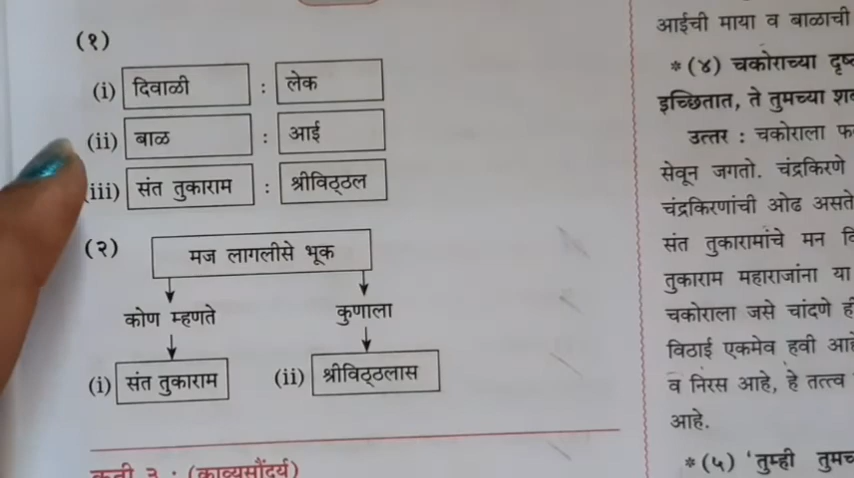 (१)
(i) दिवाळी : लेक
(ii) बाळ : आई
(iii) संत तुकाराम : श्रीविठ्ठल
(२) मज लागलीसे भूक
कोण म्हणते कुणाला
(i) संत तुकाराम (ii) श्रीविठ्ठलास
कृती ३ : (काव्यसौंदर्य)
आईची माया व बाळाची
* (४) चकोराच्या
इच्छितात, ते तुमच्या
उत्तर : चकोराला
सेवून जगतो. चंद्रकिरणे
चंद्रकिरणांची ओढ असते
संत तुकारामांचे मन
तुकाराम महाराजांना या
चकोराला जसे चांदणे
विठाई एकमेव हवी आहे
व निरस आहे, हे तत्त्व
आहे.
* (५) 'तुम्ही